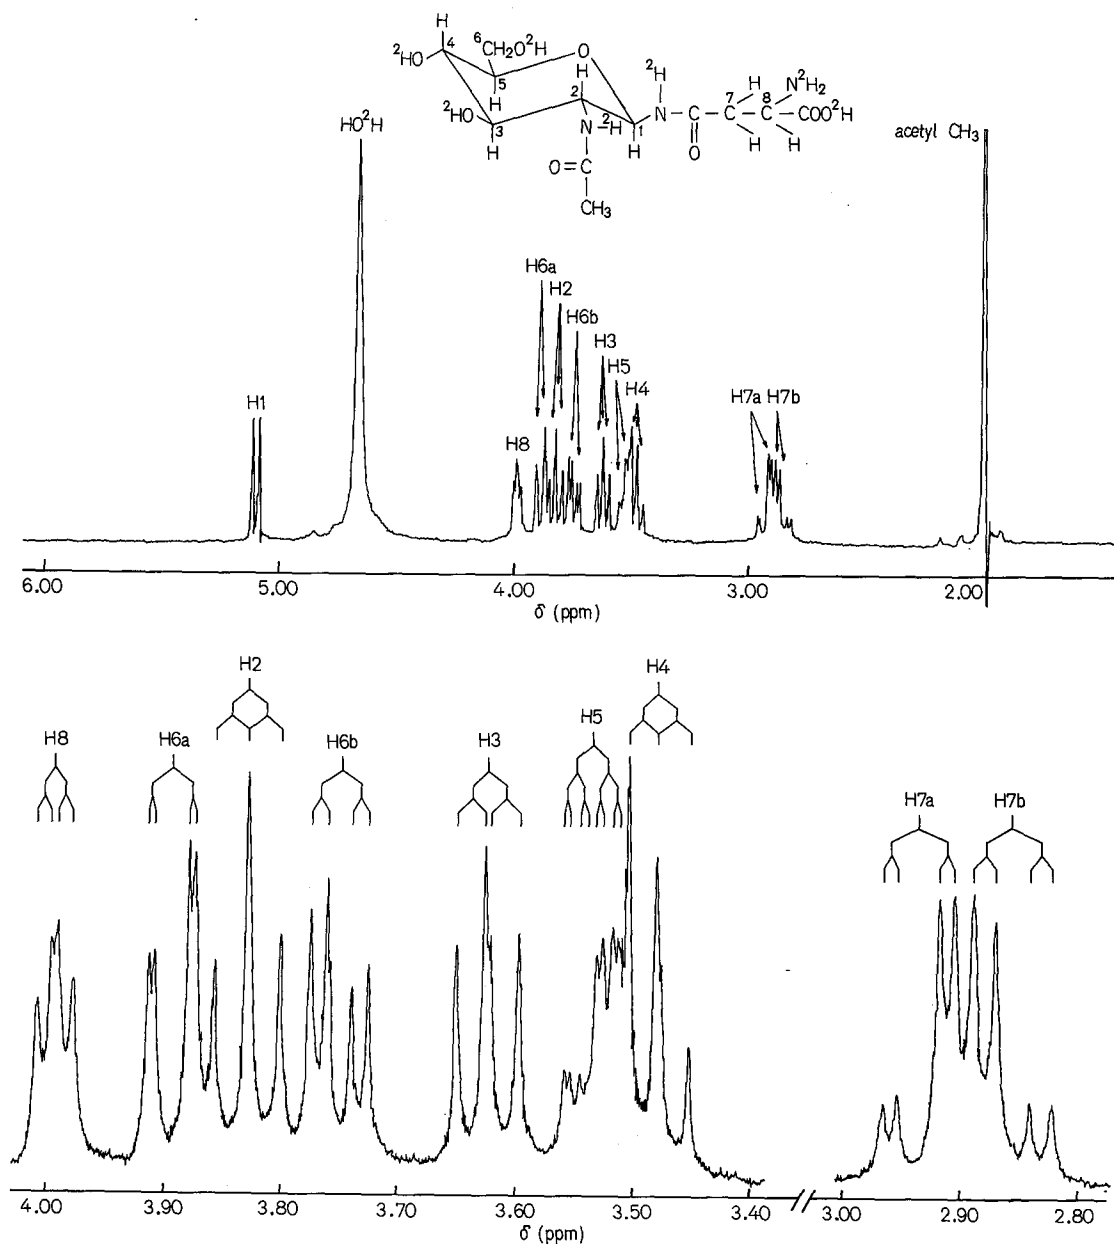 H
4
²HO
6 CH₂O²H
O
5
H
H
2
²H
N
²HO
3
H
N-²H
1
H
C
O
H
7
C
H
H
N²H₂
8
C
H
COO²H
O=C
CH₃
HO²H
acetyl CH₃
H6a
H2
H6b
H3
H5
H4
H1
H8
H7a H7b
6.00 5.00 4.00 3.00 2.00
δ (ppm)
H2
H4
H8 H6a H6b H3 H5
H7a H7b
4.00 3.90 3.80 3.70 3.60 3.50 3.40 3.00 2.90 2.80
δ (ppm)